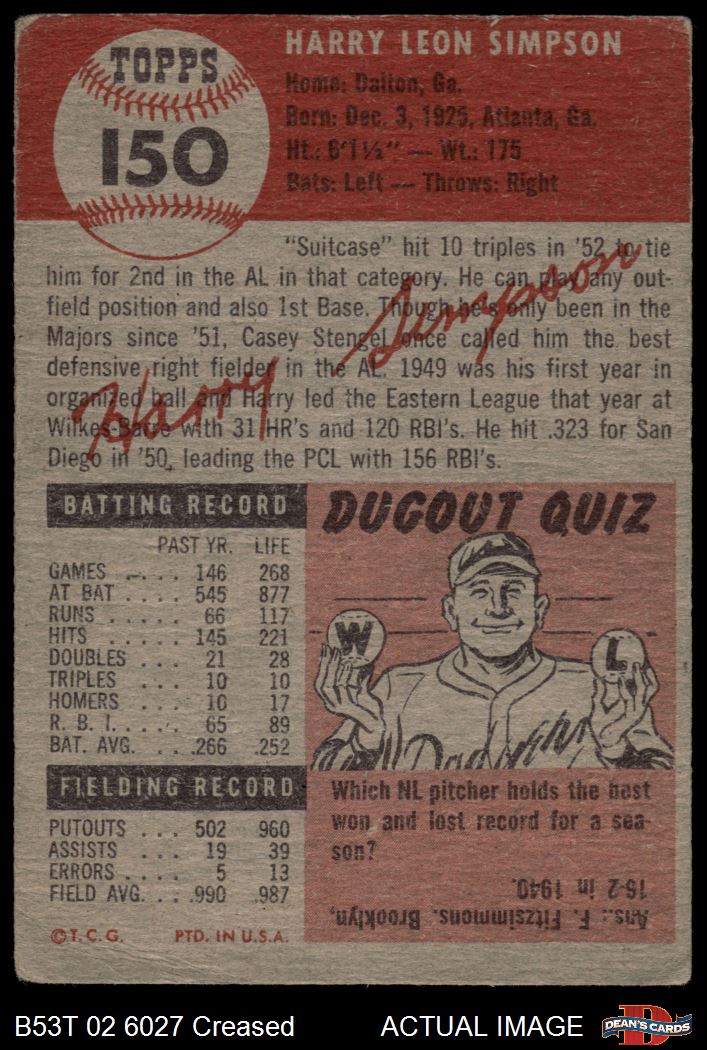 TOPPS
150
HARRY LEON SIMPSON
Home: Dalton, Ga.
Born: Dec. 3, 1925, Atlanta, Ga.
Ht.: 6'1½" — Wt.: 175
Bats: Left — Throws: Right
"Suitcase" hit 10 triples in '52 to tie
him for 2nd in the AL in that category. He can play any out-
field position and also 1st Base. Though he's only been in the
Majors since '51, Casey Stengel once called him the best
defensive right fielder in the AL. 1949 was his first year in
organized ball and Harry led the Eastern League that year at
Wilkes-Barre with 31 HR's and 120 RBI's. He hit .323 for San
Diego in '50, leading the PCL with 156 RBI's.
Harry Simpson
BATTING RECORD
PAST YR. LIFE
GAMES . . . . 146 268
AT BAT . . . . 545 877
RUNS . . . . . 66 117
HITS . . . . . 145 221
DOUBLES . . . 21 28
TRIPLES . . . 10 10
HOMERS . . . 10 17
R. B. I. . . . . 65 89
BAT. AVG. . . .266 .252
FIELDING RECORD
PUTOUTS . . . 502 960
ASSISTS . . . 19 39
ERRORS . . . . 5 13
FIELD AVG. . . .990 .987
©T.C.G. PTD. IN U.S.A.
DUGOUT QUIZ
W
L
Dodgers
Which NL pitcher holds the best
won and lost record for a sea-
son?
Ans.: F. Fitzsimmons, Brooklyn,
16-2 in 1940.
B53T 02 6027 Creased
ACTUAL IMAGE
D
DEAN'S CARDS